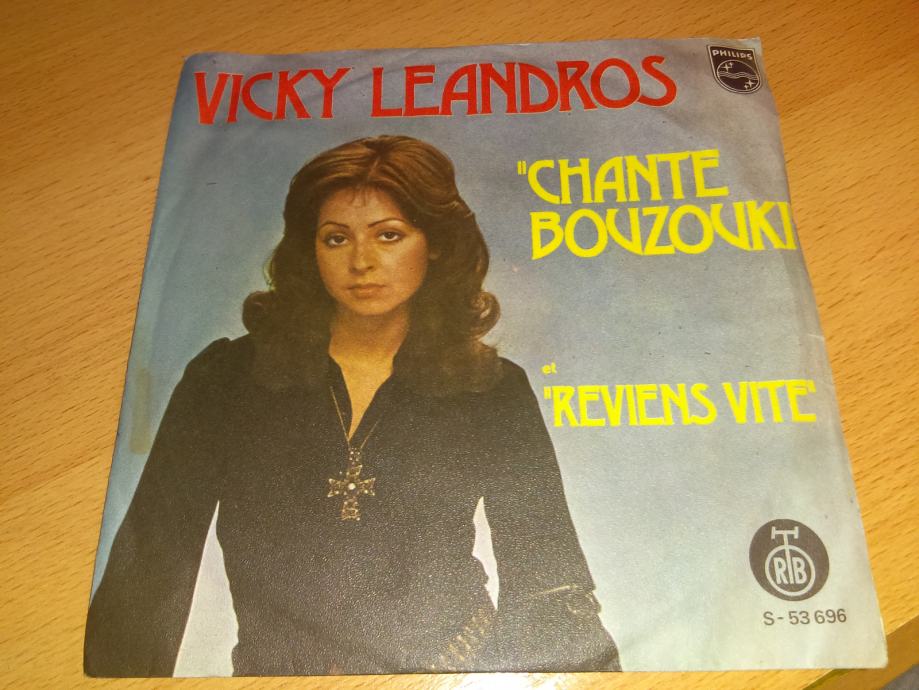 VICKY LEANDROS
PHILIPS
"CHANTE
BOUZOUKI
et
"REVIENS VITE"
RTB
S-53 696